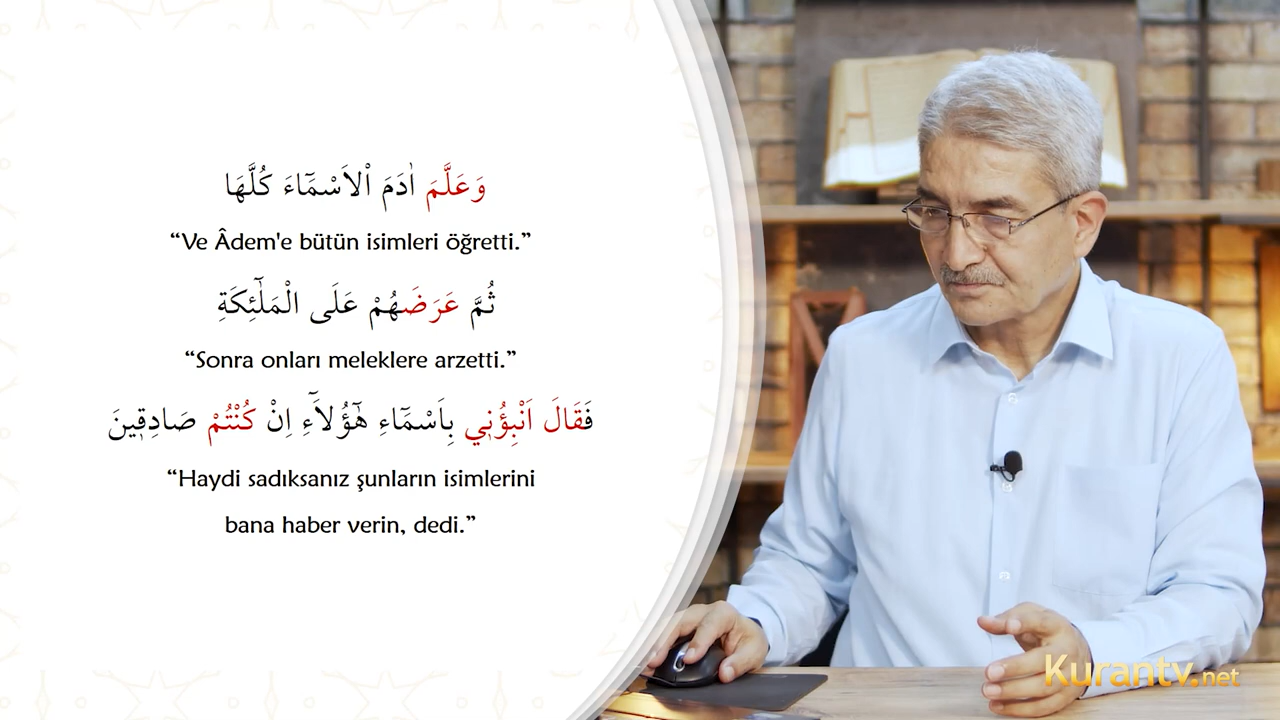 وَعَلَّمَ اٰدَمَ الْاَسْمَٓاءَ كُلَّهَا
“Ve Âdem'e bütün isimleri öğretti.”
ثُمَّ عَرَضَهُمْ عَلَى الْمَلٰٓئِكَةِ
“Sonra onları meleklere arzetti.”
فَقَالَ اَنْبِؤُ۫ن۪ي بِاَسْمَٓاءِ هٰٓؤُ۬لَٓاءِ اِنْ كُنْتُمْ صَادِق۪ينَ
“Haydi sadıksanız şunların isimlerini
bana haber verin, dedi.”
Kurantv.net